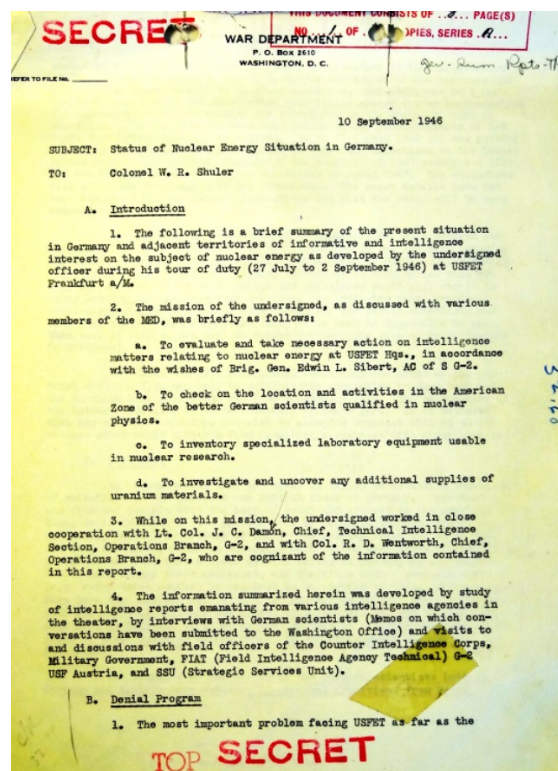 THIS DOCUMENT CONSISTS OF .. PAGE(S)
SECRET
NO. 1 OF . OPIES, SERIES .A...
WAR DEPARTMENT
P. O. Box 2610
WASHINGTON, D. C.
REFER TO FILE No.
10 September 1946
SUBJECT: Status of Nuclear Energy Situation in Germany.
TO: Colonel W. R. Shuler
A. Introduction
1. The following is a brief summary of the present situation
in Germany and adjacent territories of informative and intelligence
interest on the subject of nuclear energy as developed by the undersigned
officer during his tour of duty (27 July to 2 September 1946) at USFET
Frankfurt a/M.
2. The mission of the undersigned, as discussed with various
members of the MED, was briefly as follows:
a. To evaluate and take necessary action on intelligence
matters relating to nuclear energy at USFET Hqs., in accordance
with the wishes of Brig. Gen. Edwin L. Sibert, AC of S G-2.
b. To check on the location and activities in the American
Zone of the better German scientists qualified in nuclear
physics.
c. To inventory specialized laboratory equipment usable
in nuclear research.
d. To investigate and uncover any additional supplies of
uranium materials.
3. While on this mission, the undersigned worked in close
cooperation with Lt. Col. J. C. Damon, Chief, Technical Intelligence
Section, Operations Branch, G-2, and with Col. R. D. Wentworth, Chief,
Operations Branch, G-2, who are cognizant of the information contained
in this report.
4. The information summarized herein was developed by study
of intelligence reports emanating from various intelligence agencies in
the theater, by interviews with German scientists (Memos on which con-
versations have been submitted to the Washington Office) and visits to
and discussions with field officers of the Counter Intelligence Corps,
Military Government, FIAT (Field Intelligence Agency Technical) G-2
USF Austria, and SSU (Strategic Services Unit).
B. Denial Program
1. The most important problem facing USFET as far as the
TOP SECRET